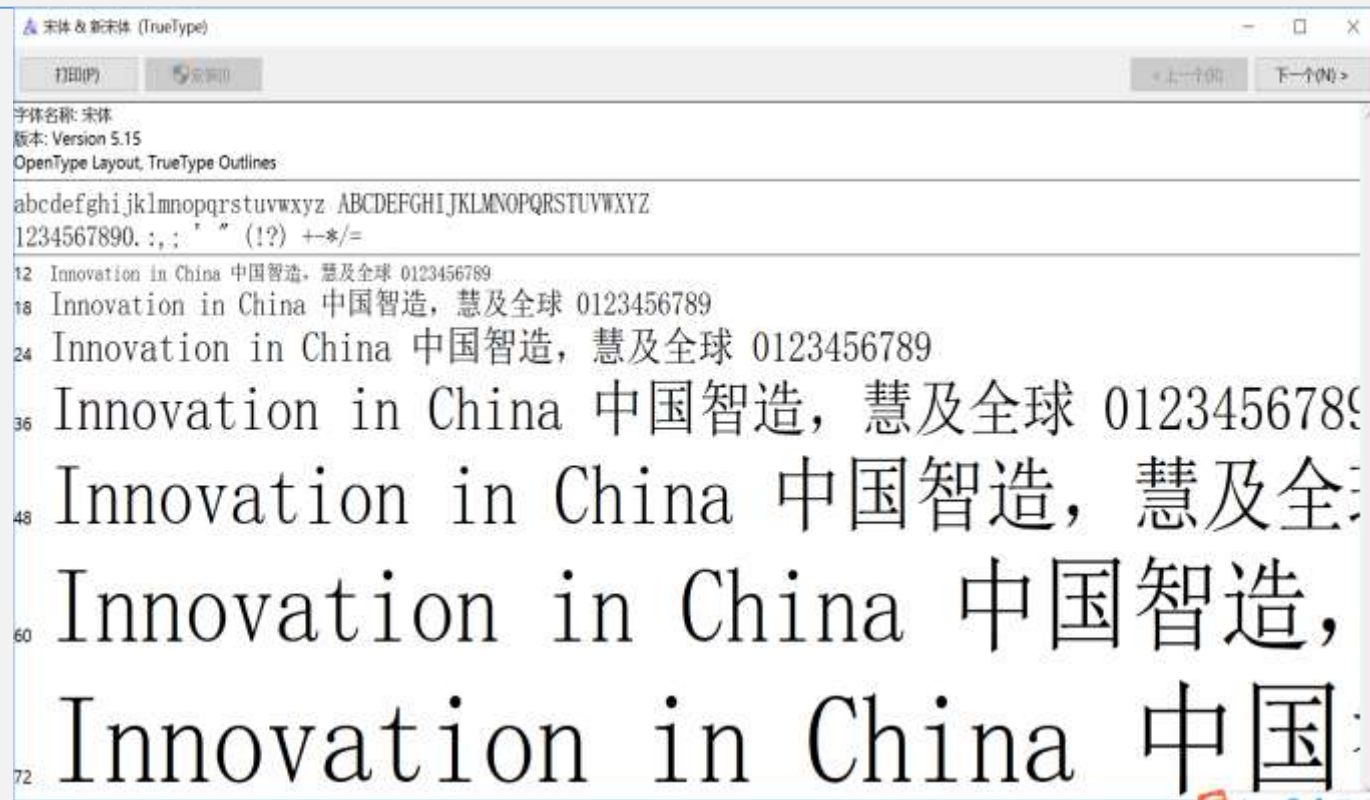 宋体 & 新宋体 (TrueType)
打印(P) 安装(I) < 上一个(R) 下一个(N) >
字体名称: 宋体
版本: Version 5.15
OpenType Layout, TrueType Outlines
abcdefghijklmnopqrstuvwxyz ABCDEFGHIJKLMNOPQRSTUVWXYZ
1234567890.:,; ' " (!?) +-*/=
12 Innovation in China 中国智造，慧及全球 0123456789
18 Innovation in China 中国智造，慧及全球 0123456789
24 Innovation in China 中国智造，慧及全球 0123456789
36 Innovation in China 中国智造，慧及全球 0123456789
48 Innovation in China 中国智造，慧及全
60 Innovation in China 中国智造，
72 Innovation in China 中国